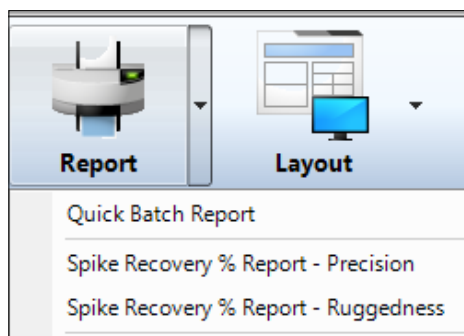 Report
Layout
Quick Batch Report
Spike Recovery % Report - Precision
Spike Recovery % Report - Ruggedness